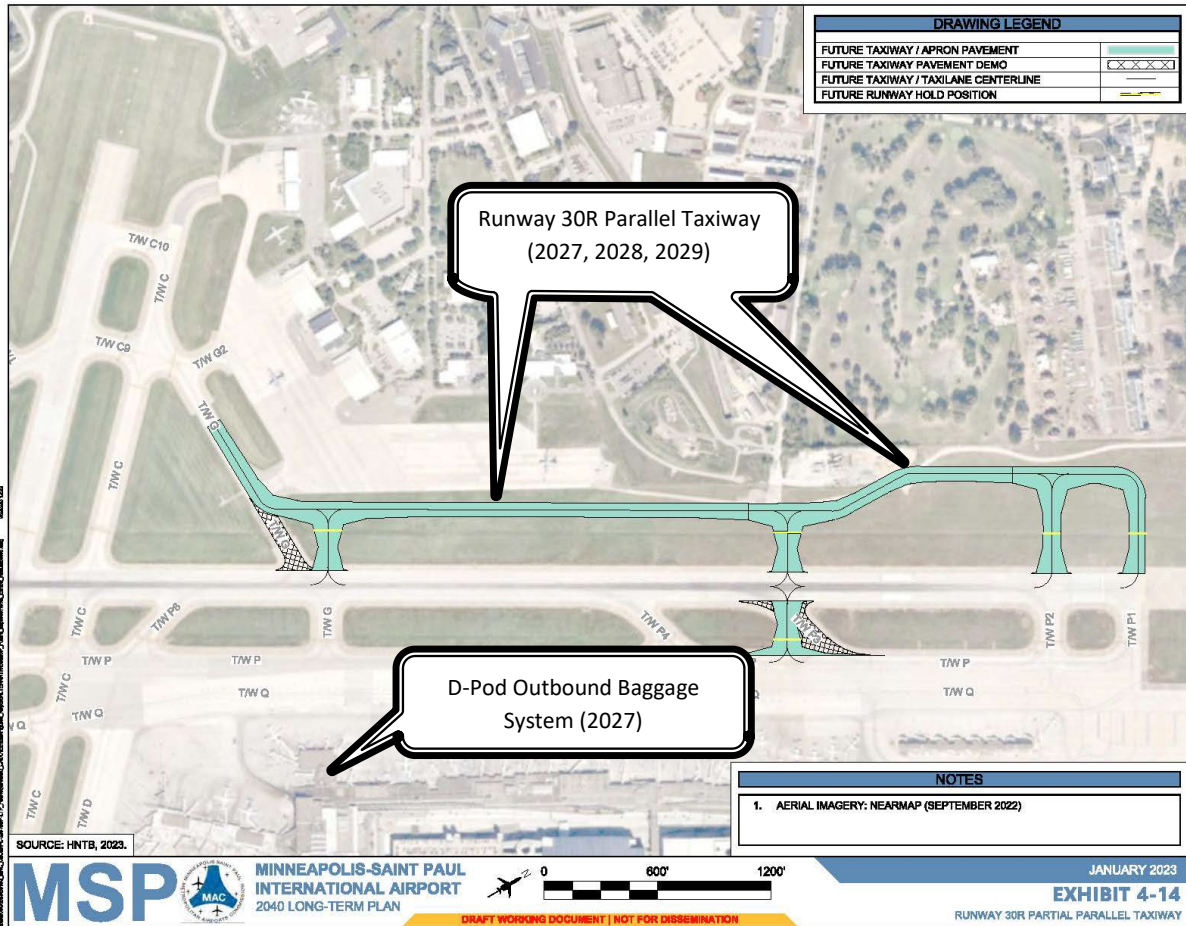 DRAWING LEGEND
FUTURE TAXIWAY / APRON PAVEMENT
FUTURE TAXIWAY PAVEMENT DEMO
FUTURE TAXIWAY / TAXILANE CENTERLINE
FUTURE RUNWAY HOLD POSITION
Runway 30R Parallel Taxiway
(2027, 2028, 2029)
T/W C10
T/W C
T/W C9
T/W G2
T/W G
T/W C
T/W G
T/W C
T/W P6
T/W G
T/W P4
T/W P3
T/W P2
T/W P1
T/W P
T/W P
T/W P
T/W C
T/W Q
T/W Q
T/W Q
Q
W Q
T/W C
T/W D
D-Pod Outbound Baggage
System (2027)
NOTES
1. AERIAL IMAGERY: NEARMAP (SEPTEMBER 2022)
SOURCE: HNTB, 2023.
MSP
MAC
MINNEAPOLIS-SAINT PAUL
INTERNATIONAL AIRPORT
2040 LONG-TERM PLAN
Z
0 600' 1200'
DRAFT WORKING DOCUMENT | NOT FOR DISSEMINATION
JANUARY 2023
EXHIBIT 4-14
RUNWAY 30R PARTIAL PARALLEL TAXIWAY